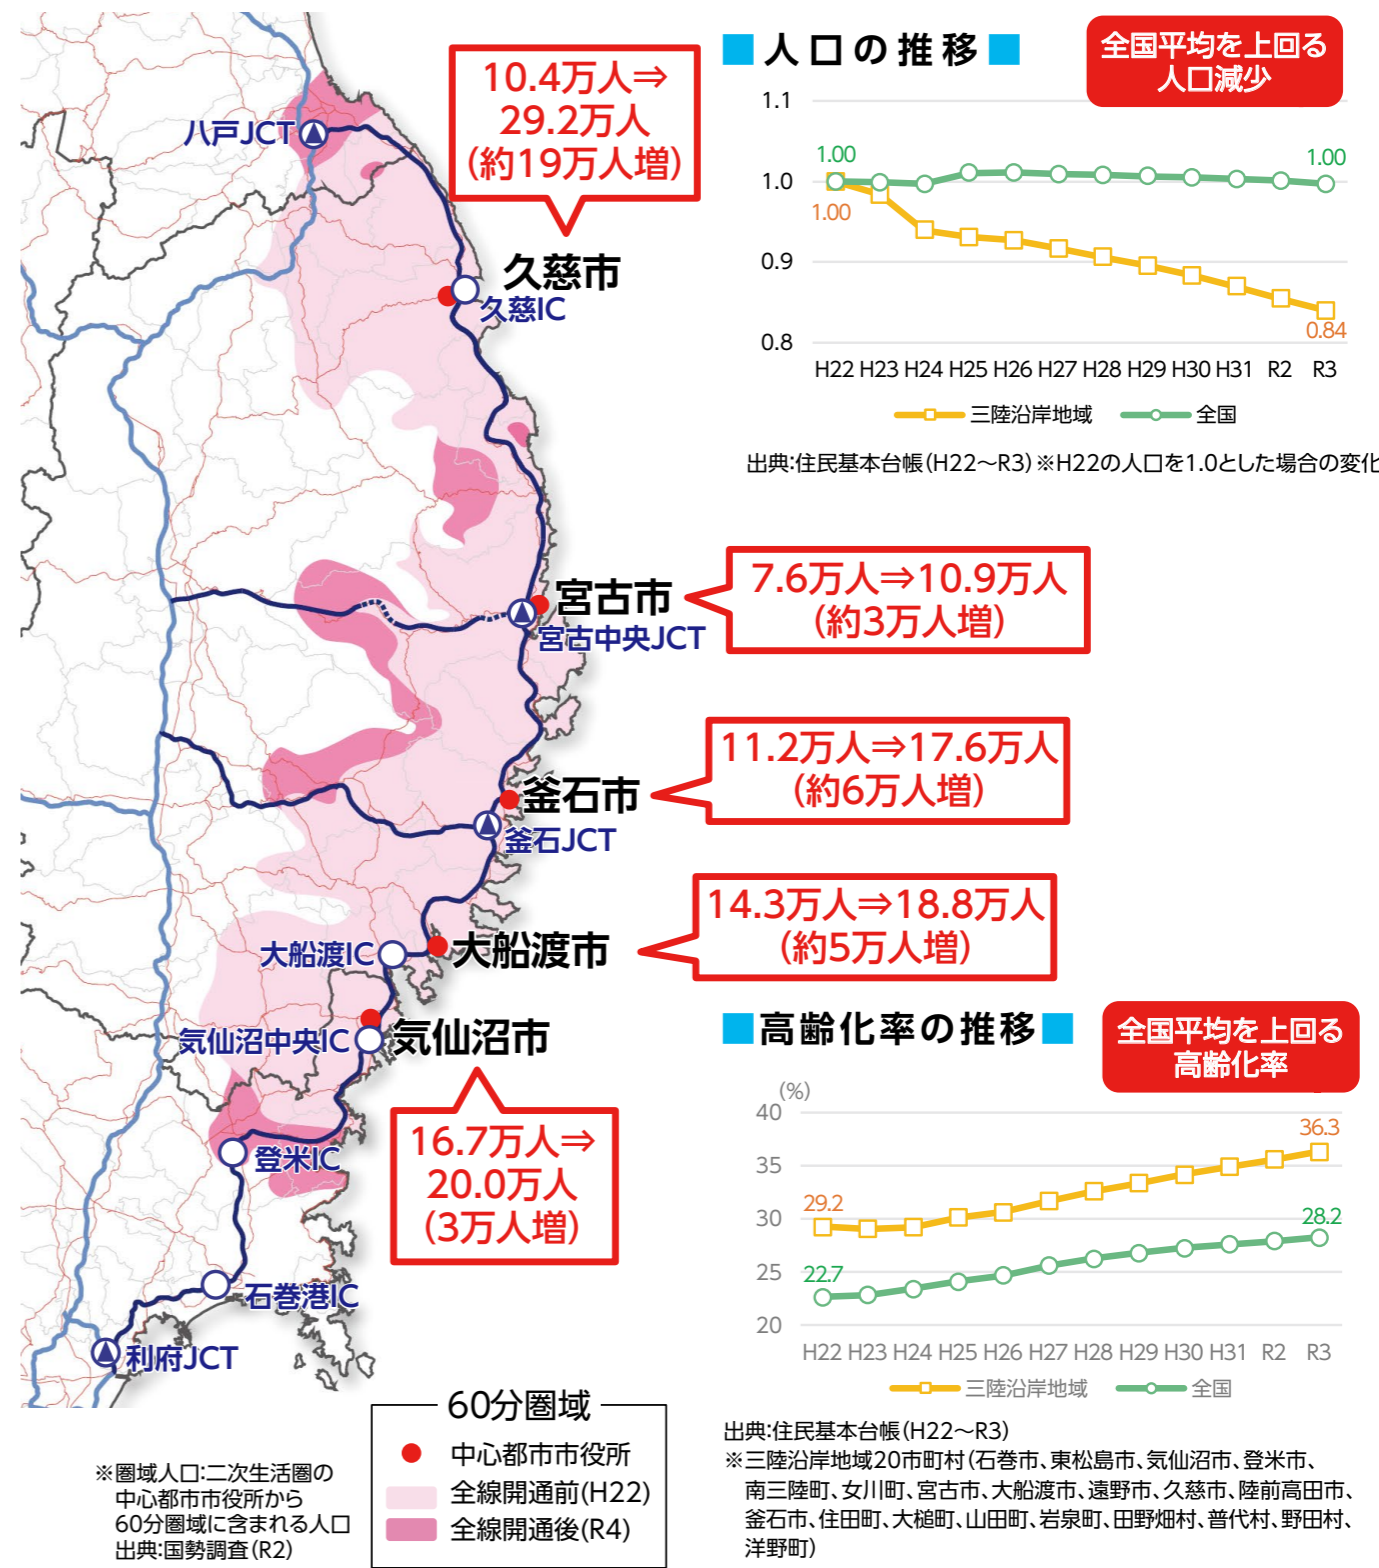 10.4万人⇒
29.2万人
(約19万人増)
八戸JCT
久慈市
久慈IC
宮古市
宮古中央JCT
7.6万人⇒10.9万人
(約3万人増)
釜石市
釜石JCT
11.2万人⇒17.6万人
(約6万人増)
大船渡IC
大船渡市
14.3万人⇒18.8万人
(約5万人増)
気仙沼中央IC
気仙沼市
16.7万人⇒
20.0万人
(3万人増)
登米IC
石巻港IC
利府JCT
60分圏域
中心都市市役所
全線開通前(H22)
全線開通後(R4)
※圏域人口:二次生活圏の
中心都市市役所から
60分圏域に含まれる人口
出典:国勢調査(R2)
■人口の推移■
全国平均を上回る
人口減少
1.1
1.0
0.9
0.8
1.00
1.00
1.00
0.84
H22 H23 H24 H25 H26 H27 H28 H29 H30 H31 R2 R3
三陸沿岸地域 全国
出典:住民基本台帳(H22〜R3)※H22の人口を1.0とした場合の変化
■高齢化率の推移■
全国平均を上回る
高齢化率
(%)
40
35
30
25
20
29.2
36.3
22.7
28.2
H22 H23 H24 H25 H26 H27 H28 H29 H30 H31 R2 R3
三陸沿岸地域 全国
出典:住民基本台帳(H22〜R3)
※三陸沿岸地域20市町村(石巻市、東松島市、気仙沼市、登米市、
南三陸町、女川町、宮古市、大船渡市、遠野市、久慈市、陸前高田市、
釜石市、住田町、大槌町、山田町、岩泉町、田野畑村、普代村、野田村、
洋野町)